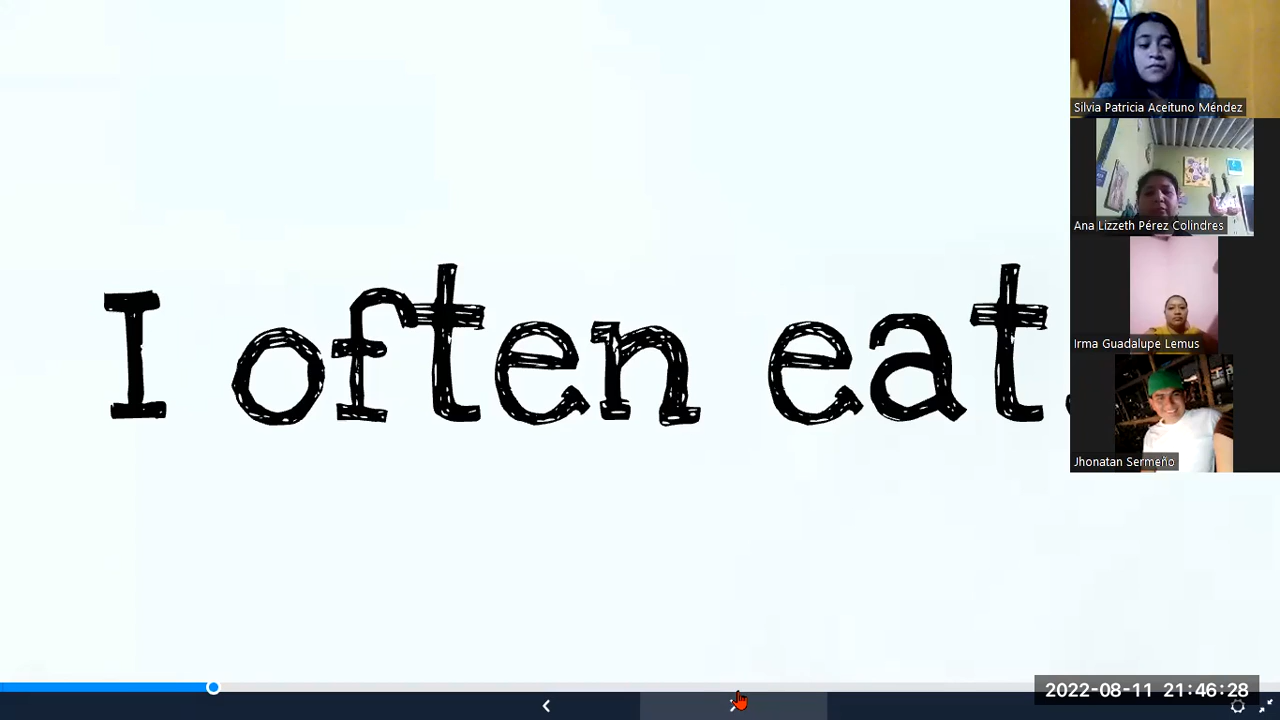 I often eat.
Silvia Patricia Aceituno Méndez
Ana Lizzeth Pérez Colindres
Irma Guadalupe Lemus
Jhonatan Sermeño
2022-08-11 21:46:28